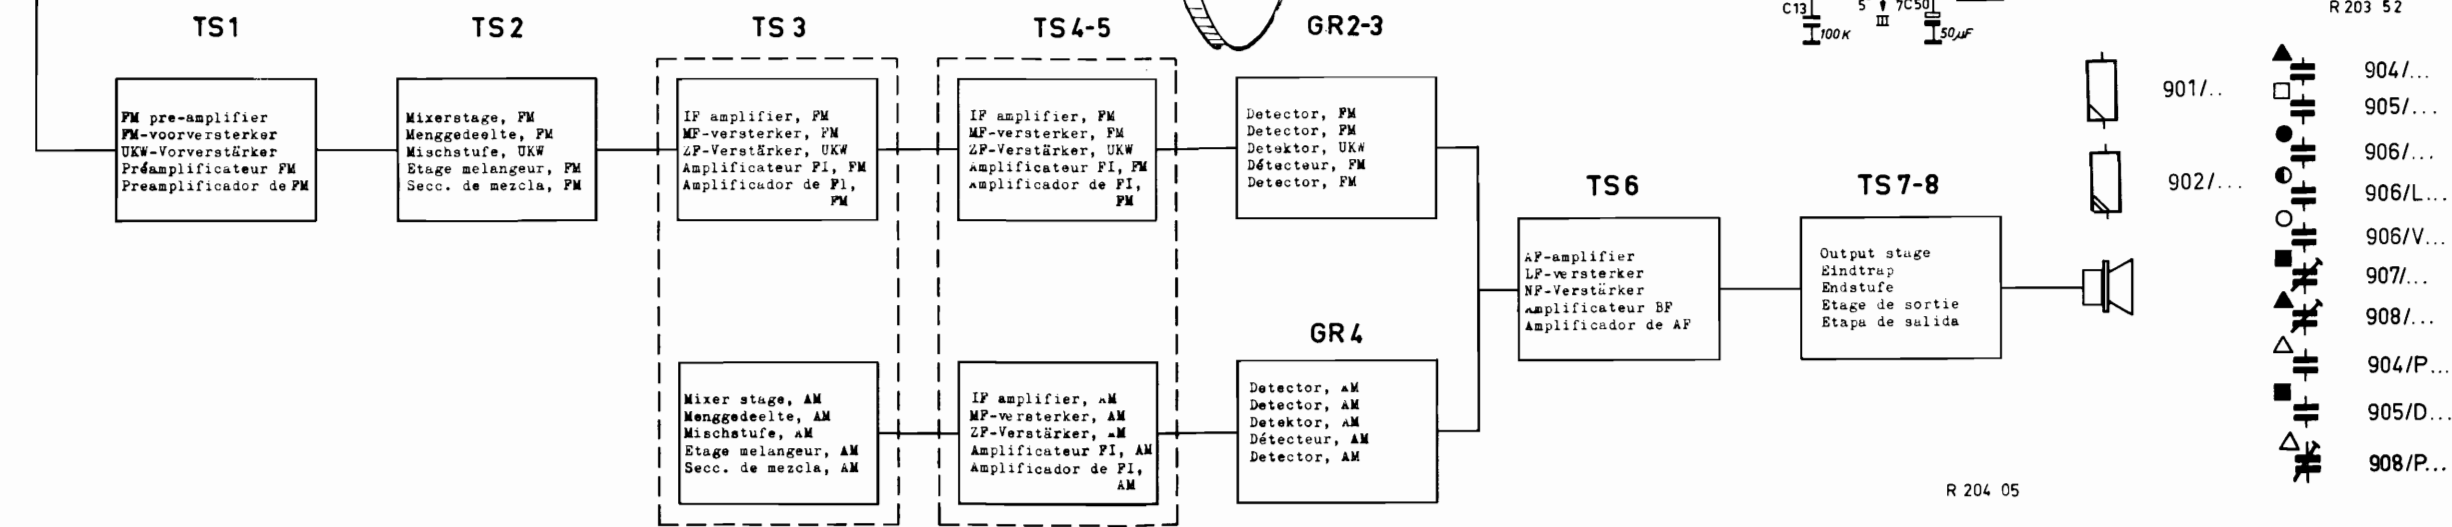 TS1
TS2
TS3
TS4-5
GR2-3
C13
100K
5
III
7C50
50µF
R 203 52
FM pre-amplifier
FM-voorversterker
UKW-Vorverstärker
Préamplificateur FM
Preamplificador de FM
Mixerstage, FM
Menggedeelte, FM
Mischstufe, UKW
Etage melangeur, FM
Secc. de mezcla, FM
IF amplifier, FM
MF-versterker, FM
ZF-Verstärker, UKW
Amplificateur FI, FM
Amplificador de FI,
FM
IF amplifier, FM
MF-versterker, FM
ZF-Verstärker, UKW
Amplificateur FI, FM
Amplificador de FI,
FM
Detector, FM
Detector, FM
Detektor, UKW
Détecteur, FM
Detector, FM
TS6
AF-amplifier
LF-versterker
NF-Verstärker
Amplificateur BF
Amplificador de AF
TS7-8
Output stage
Eindtrap
Endstufe
Etage de sortie
Etapa de salida
Mixer stage, AM
Menggedeelte, AM
Mischstufe, AM
Etage melangeur, AM
Secc. de mezcla, AM
IF amplifier, AM
MF-versterker, AM
ZF-Verstärker, AM
Amplificateur FI, AM
Amplificador de FI,
AM
GR4
Detector, AM
Detector, AM
Detektor, AM
Détecteur, AM
Detector, AM
R 204 05
901/..
902/...
904/...
905/...
906/...
906/L...
906/V...
907/...
908/...
904/P...
905/D...
908/P...